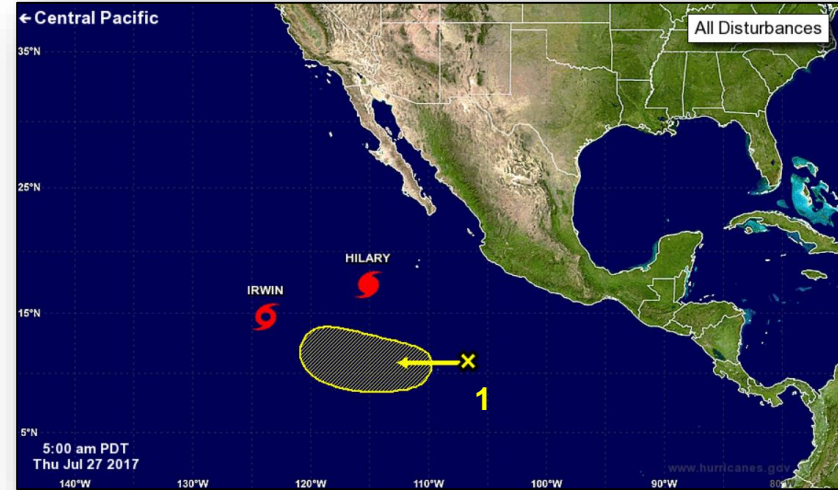 ← Central Pacific
All Disturbances
35°N
25°N
HILARY
IRWIN
15°N
1
5°N
5:00 am PDT
Thu Jul 27 2017
www.hurricanes.gov
140°W 130°W 120°W 110°W 100°W 90°W 80°